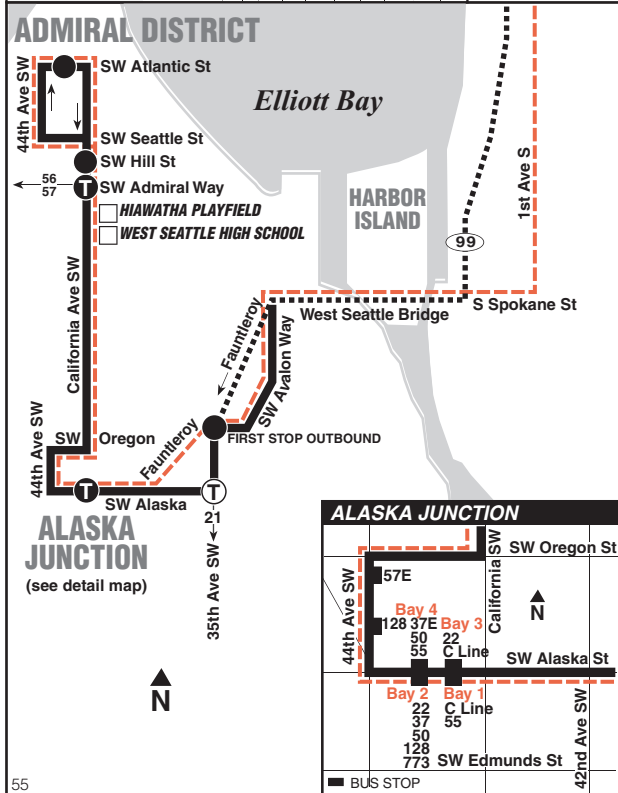 ADMIRAL DISTRICT
44th Ave SW
SW Atlantic St
Elliott Bay
SW Seattle St
SW Hill St
56
57
T SW Admiral Way
HIAWATHA PLAYFIELD
WEST SEATTLE HIGH SCHOOL
HARBOR
ISLAND
99
1st Ave S
S Spokane St
West Seattle Bridge
California Ave SW
Fauntleroy
SW Avalon Way
FIRST STOP OUTBOUND
SW Oregon
Fauntleroy
44th Ave SW
T
SW Alaska
T
21
35th Ave SW
ALASKA
JUNCTION
(see detail map)
N
55
ALASKA JUNCTION
SW Oregon St
California SW
57E
44th Ave SW
N
Bay 4
128 37E
50
55
Bay 3
22
C Line
SW Alaska St
Bay 2
22
37
50
128
773
Bay 1
C Line
55
SW Edmunds St
42nd Ave SW
BUS STOP